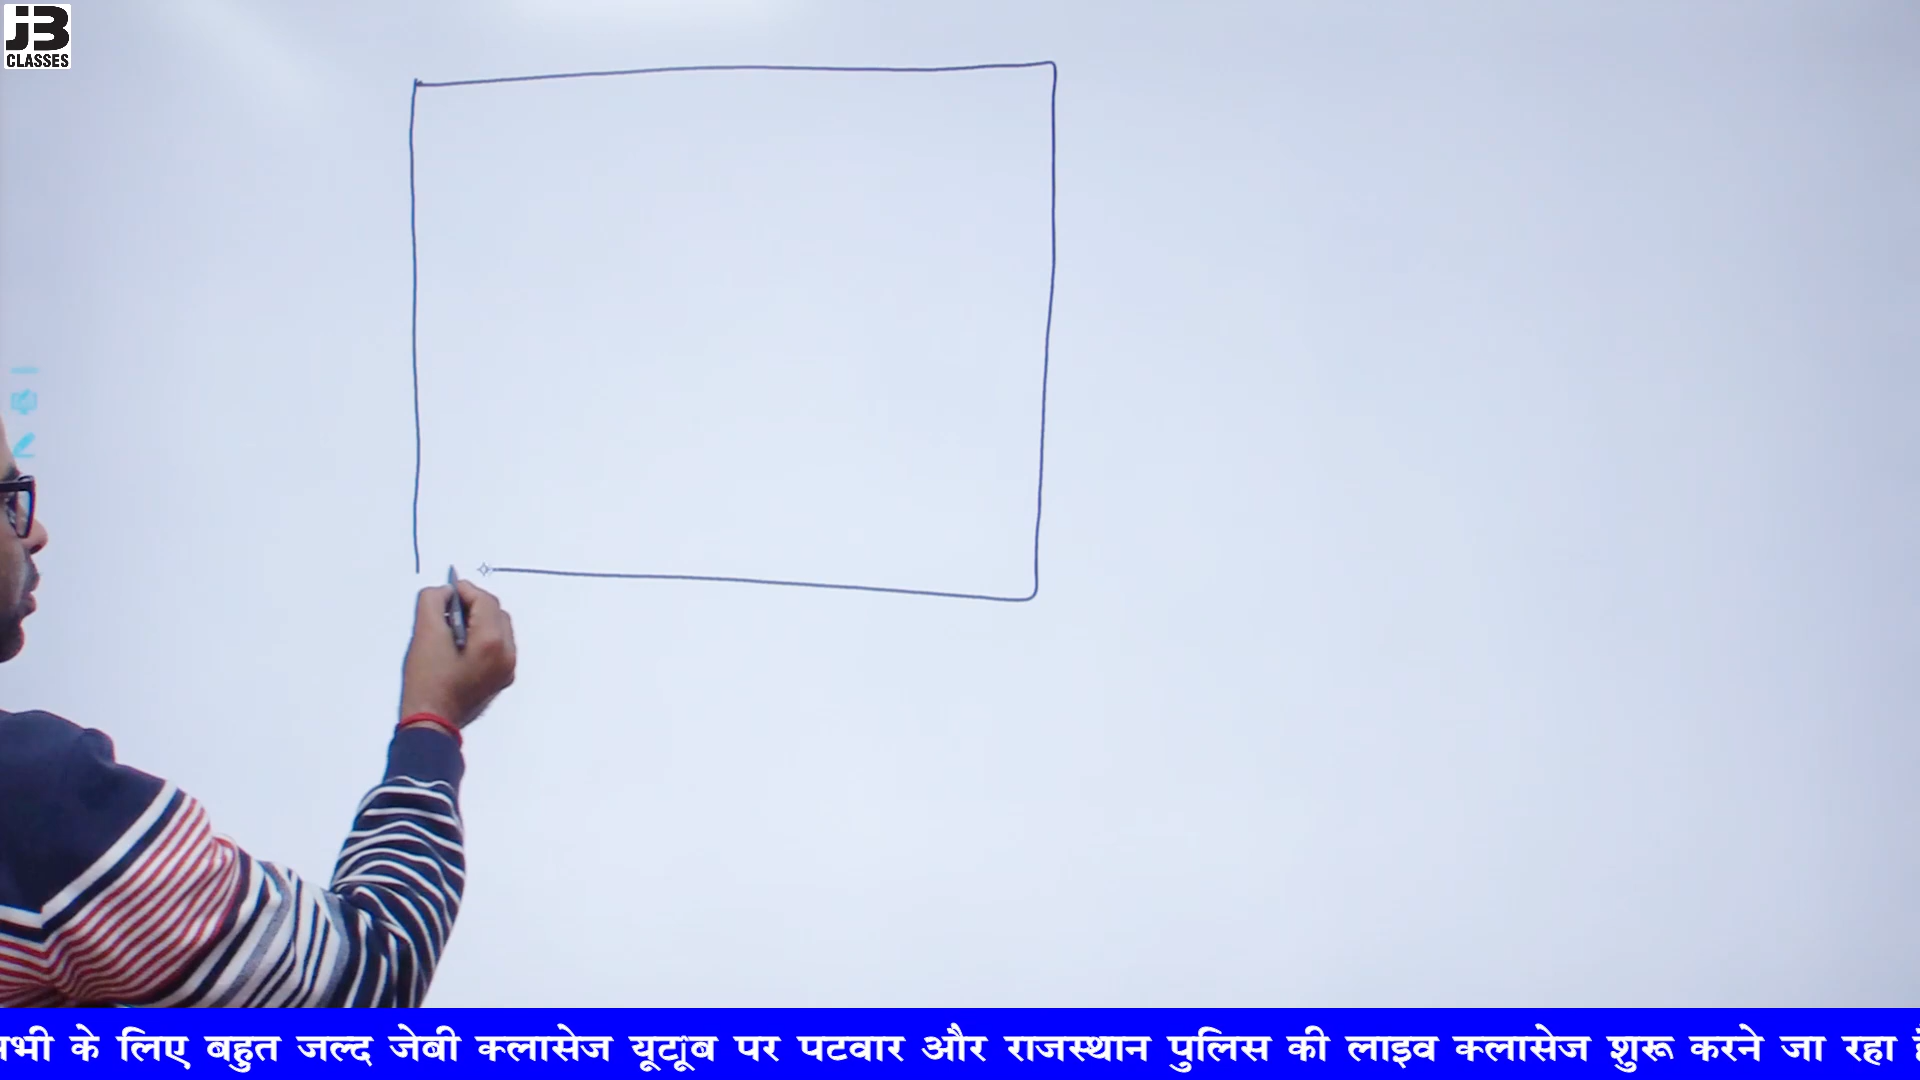 JB
CLASSES
के लिए बहुत जल्द जेबी क्लासेज यूट्यूब पर पटवार और राजस्थान पुलिस की लाइव क्लासेज शुरू करने जा रहा